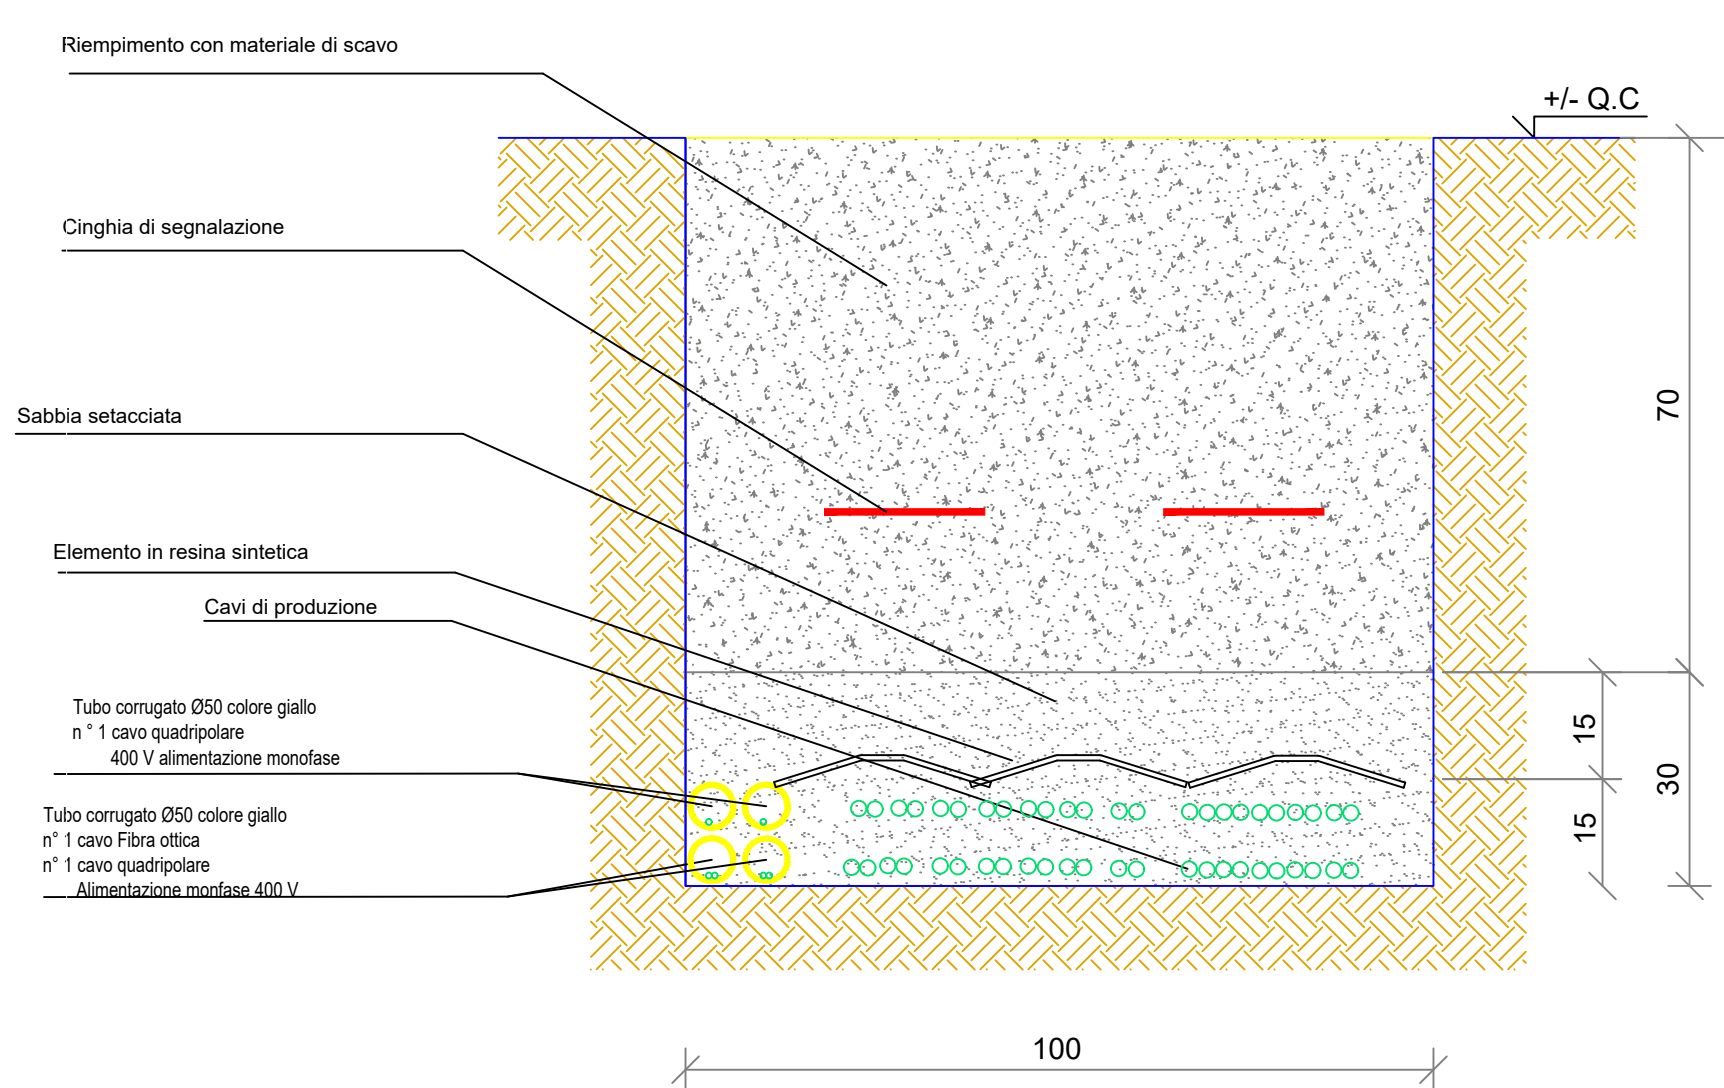 Riempimento con materiale di scavo
+/- Q.C
Cinghia di segnalazione
70
Sabbia setacciata
Elemento in resina sintetica
Cavi di produzione
Tubo corrugato Ø50 colore giallo
n ° 1 cavo quadripolare
400 V alimentazione monofase
15
30
15
Tubo corrugato Ø50 colore giallo
n° 1 cavo Fibra ottica
n° 1 cavo quadripolare
Alimentazione monfase 400 V
100